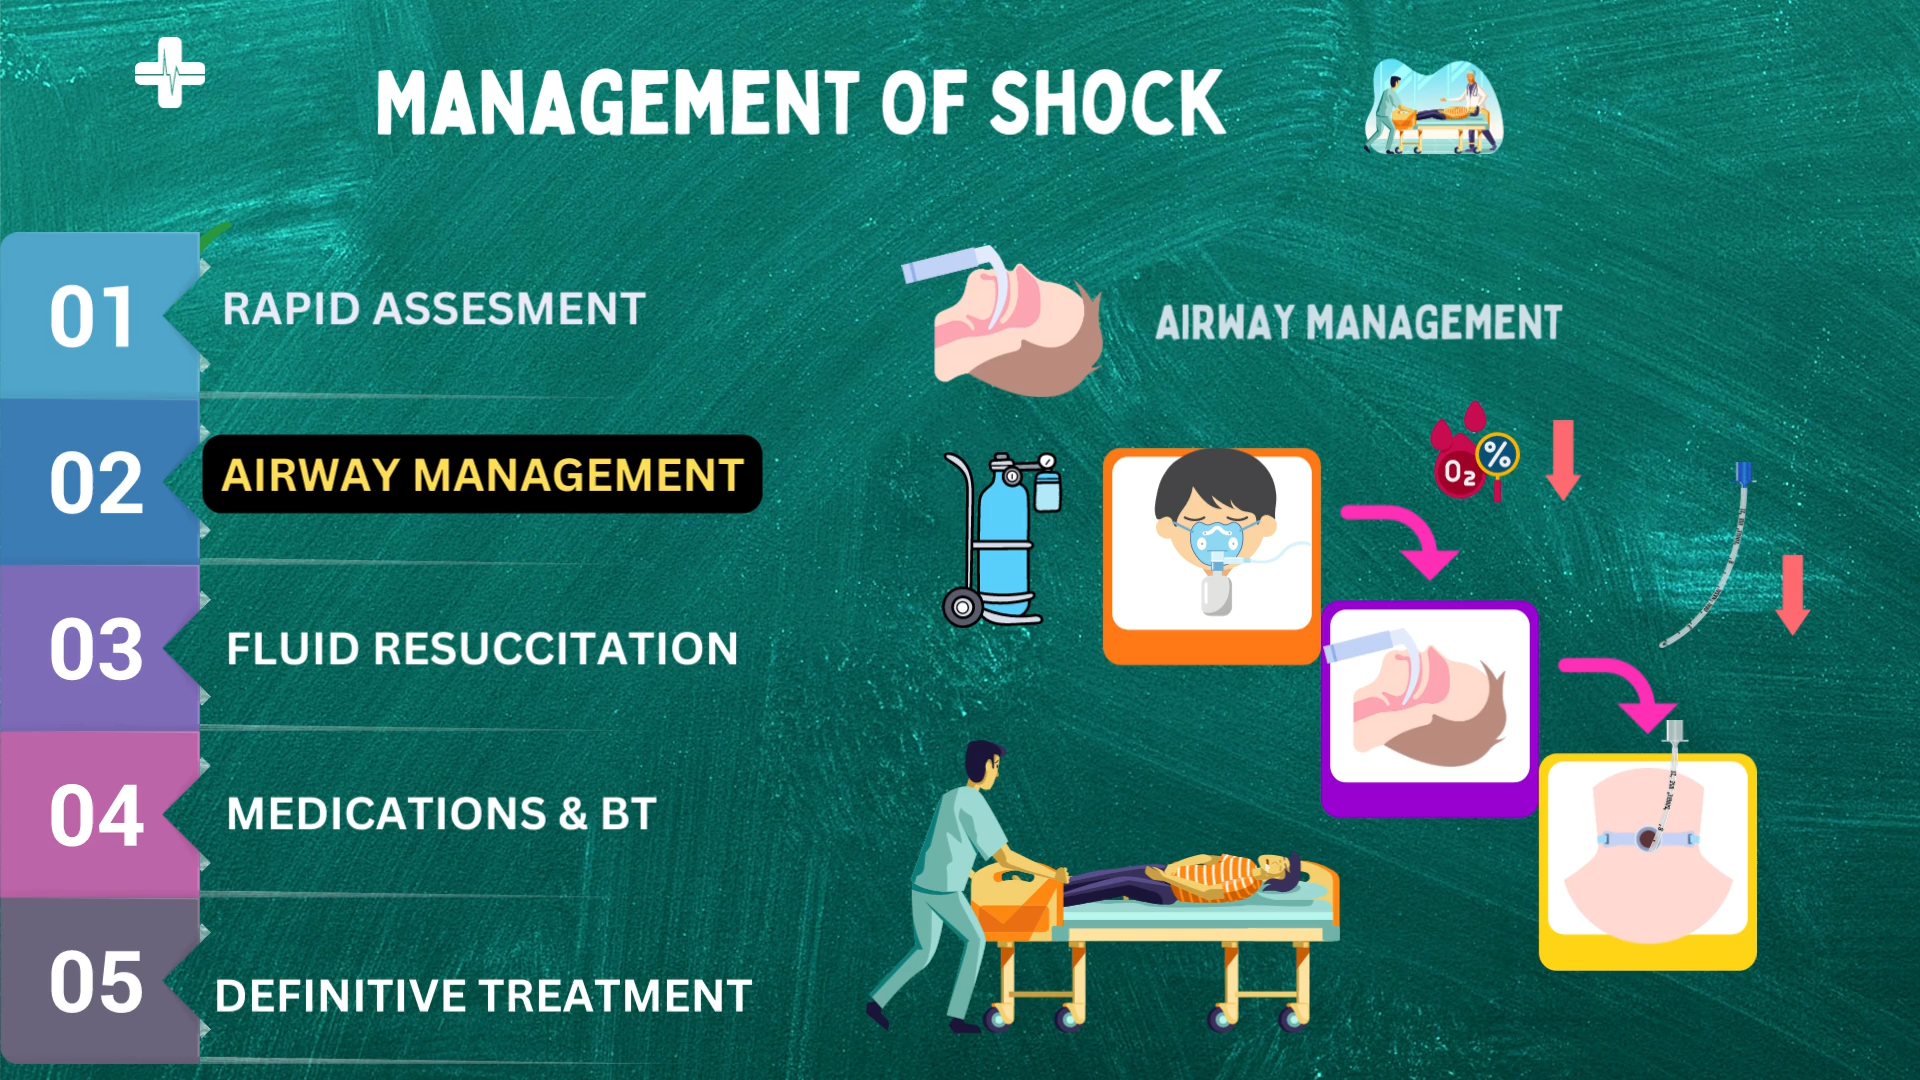 MANAGEMENT OF SHOCK
01
RAPID ASSESMENT
AIRWAY MANAGEMENT
02
AIRWAY MANAGEMENT
O2
%
03
FLUID RESUCCITATION
04
MEDICATIONS & BT
05
DEFINITIVE TREATMENT